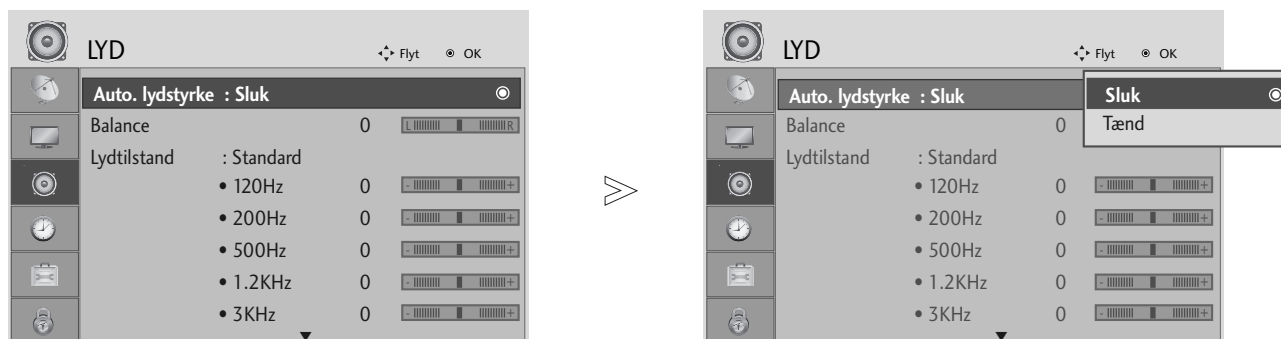 LYD
Flyt OK
Auto. lydstyrke : Sluk
Balance 0 L R
Lydtilstand : Standard
• 120Hz 0 - +
• 200Hz 0 - +
• 500Hz 0 - +
• 1.2KHz 0 - +
• 3KHz 0 - +
LYD
Flyt OK
Auto. lydstyrke : Sluk
Sluk
Tænd
Balance 0
Lydtilstand : Standard
• 120Hz 0 - +
• 200Hz 0 - +
• 500Hz 0 - +
• 1.2KHz 0 - +
• 3KHz 0 - +